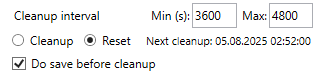 Cleanup interval Min (s): 3600 Max: 4800
Cleanup Reset Next cleanup: 05.08.2025 02:52:00
Do save before cleanup